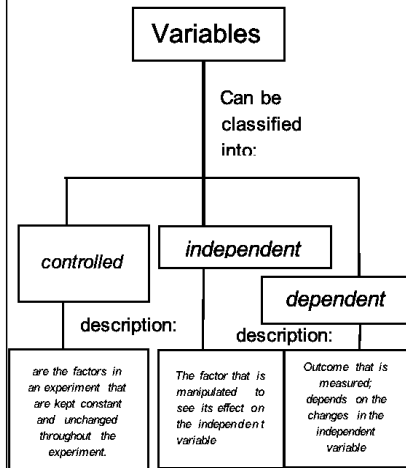 Variables
Can be
classified
into:
controlled
independent
dependent
description:
description:
are the factors in
an experiment that
are kept constant
and unchanged
throughout the
experiment.
The factor that is
manipulated to
see its effect on
the independent
variable
Outcome that is
measured;
depends on the
changes in the
independent
variable